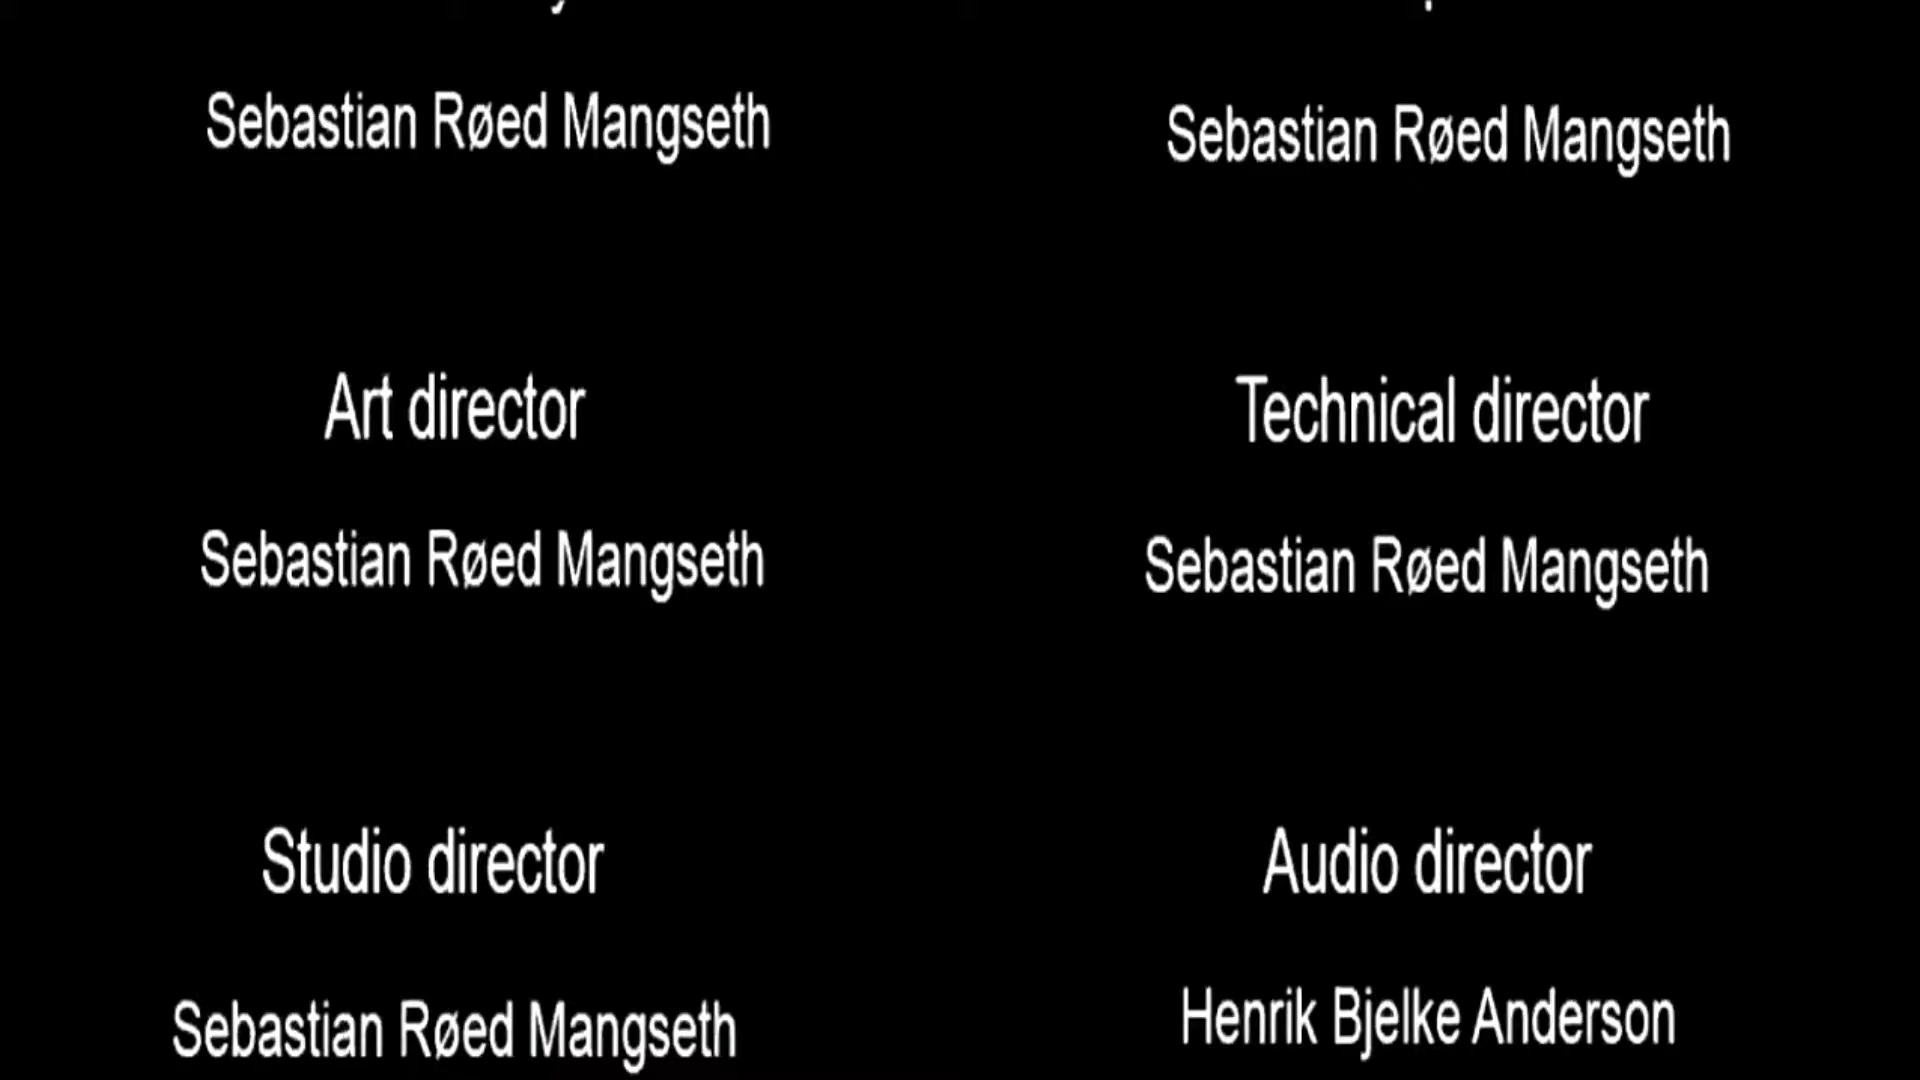 Sebastian Røed Mangseth
Sebastian Røed Mangseth
Art director
Technical director
Sebastian Røed Mangseth
Sebastian Røed Mangseth
Studio director
Audio director
Sebastian Røed Mangseth
Henrik Bjelke Anderson